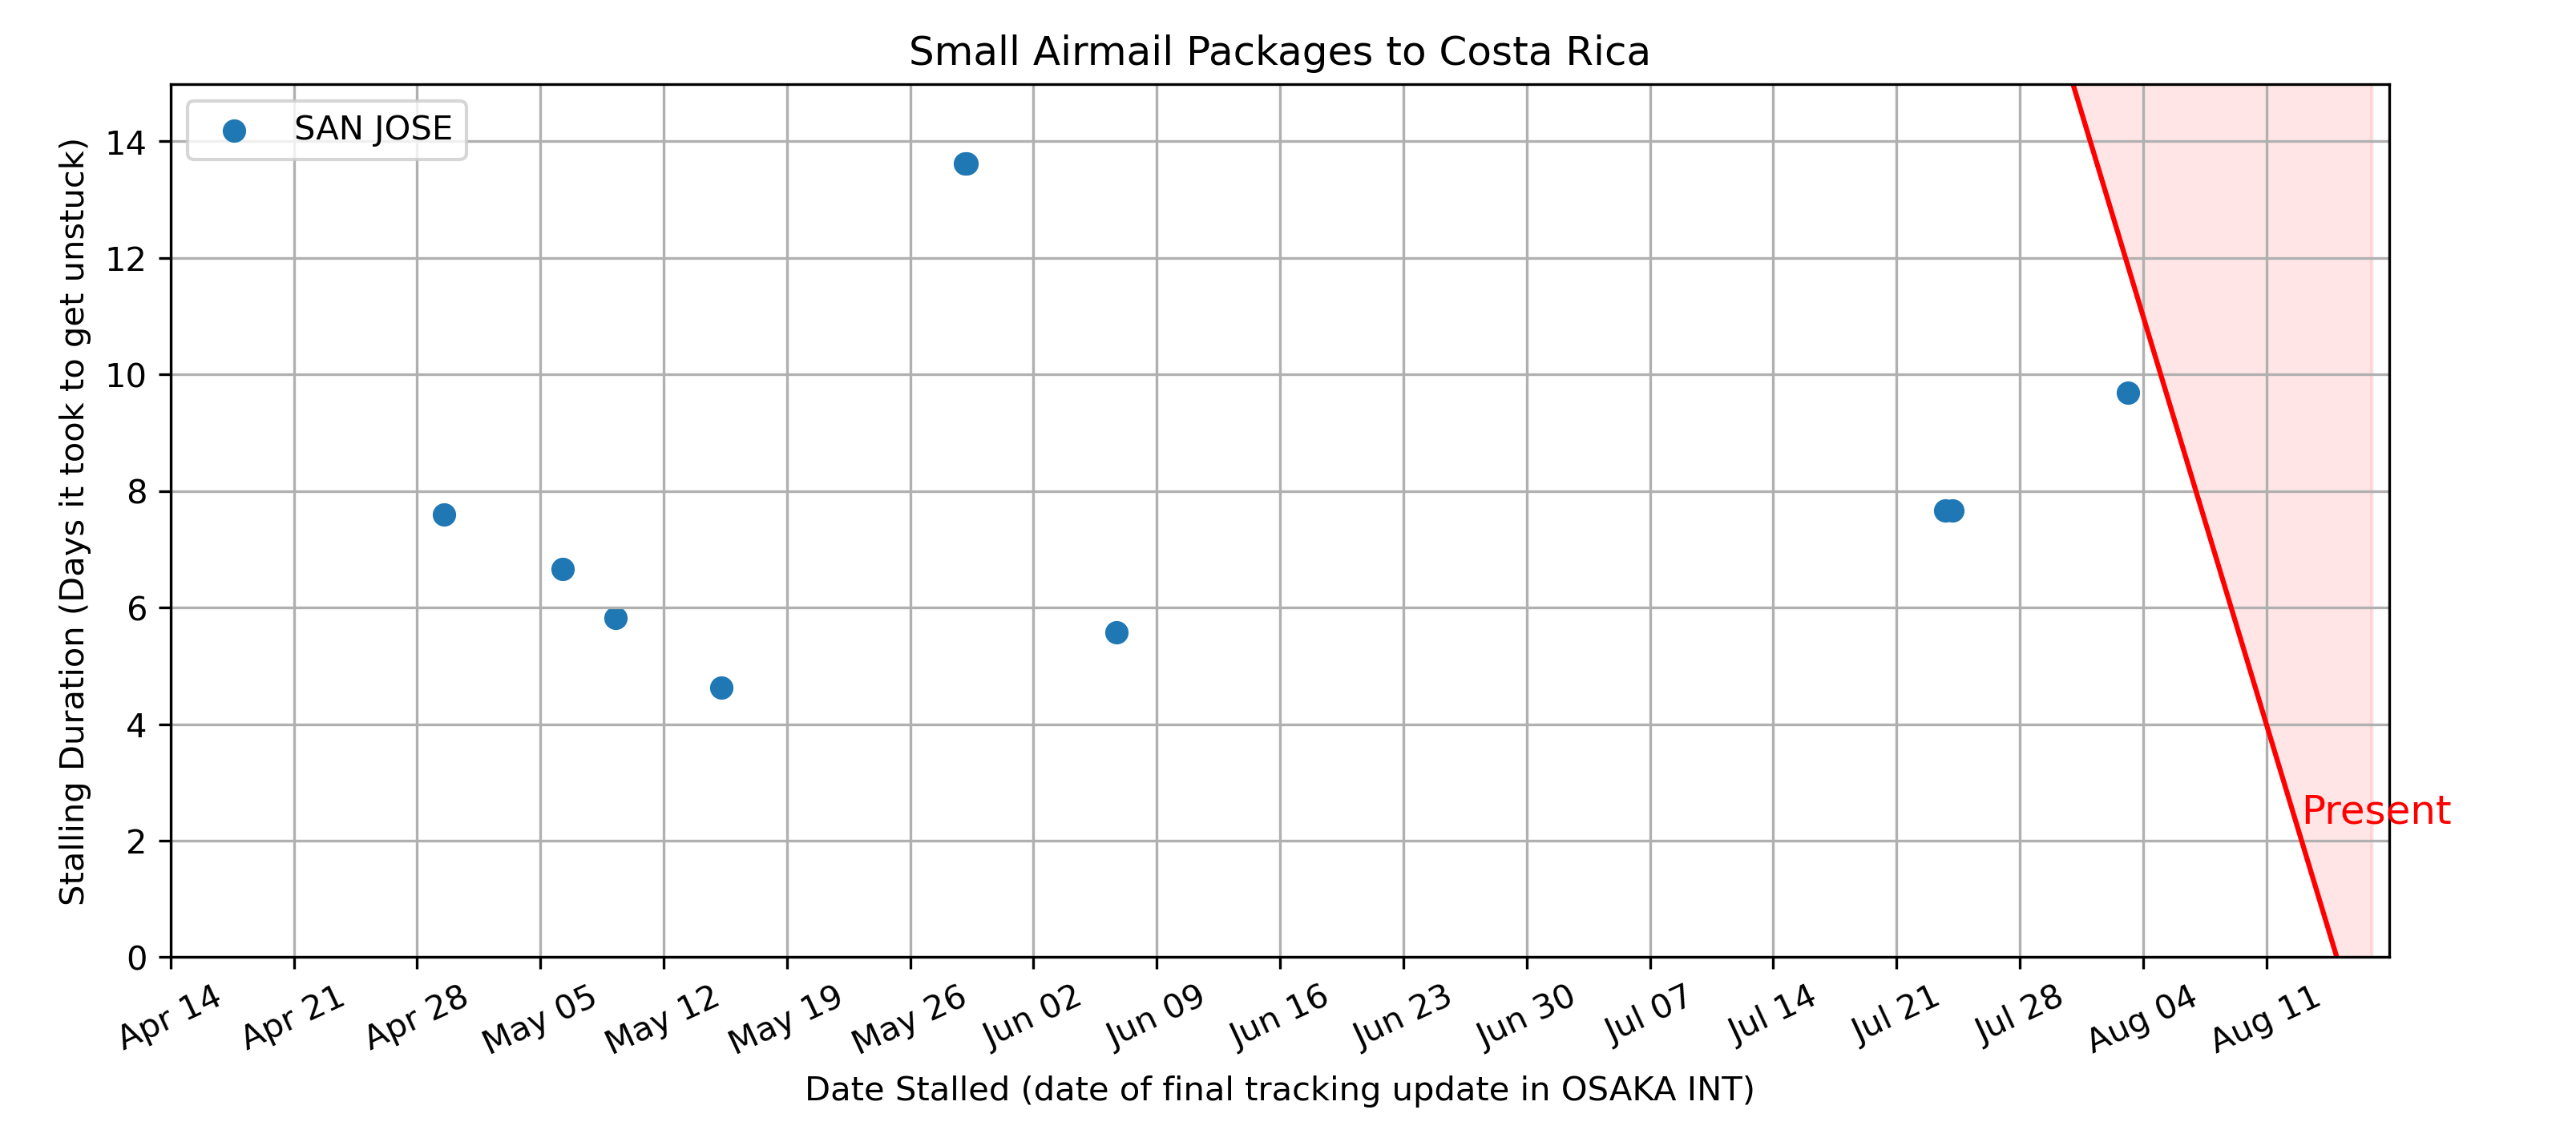 Small Airmail Packages to Costa Rica
SAN JOSE
Stalling Duration (Days it took to get unstuck)
14
12
10
8
6
4
2
0
Present
Apr 14
Apr 21
Apr 28
May 05
May 12
May 19
May 26
Jun 02
Jun 09
Jun 16
Jun 23
Jun 30
Jul 07
Jul 14
Jul 21
Jul 28
Aug 04
Aug 11
Date Stalled (date of final tracking update in OSAKA INT)